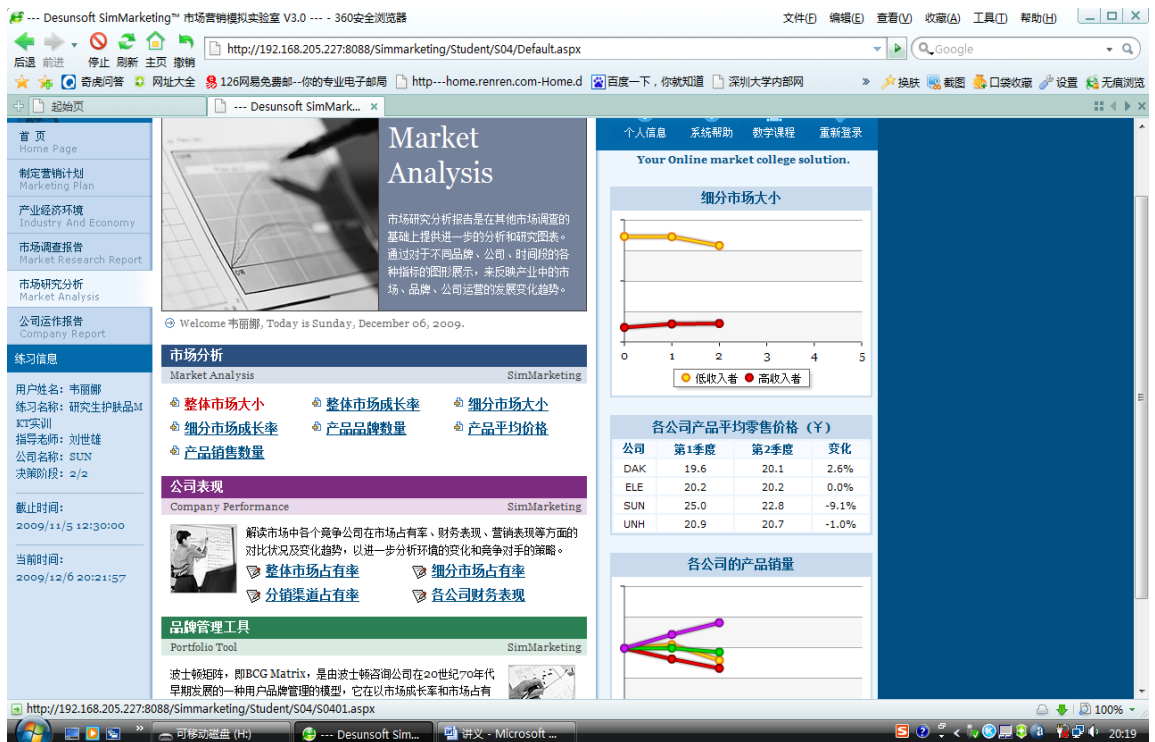 --- Desunsoft SimMarketing™ 市场营销模拟实验室 V3.0 --- - 360安全浏览器
文件(F) 编辑(E) 查看(V) 收藏(A) 工具(T) 帮助(H)
后退 前进 停止 刷新 主页 撤销
http://192.168.205.227:8088/Simmarketing/Student/S04/Default.aspx
Google
奇虎问答 网址大全 126网易免费邮--你的专业电子邮局 http---home.renren.com-Home.d 百度一下，你就知道 深圳大学内部网 » 换肤 截图 口袋收藏 设置 无痕浏览
起始页 --- Desunsoft SimMark... ×
首 页
Home Page
制定营销计划
Marketing Plan
产业经济环境
Industry And Economy
市场调查报告
Market Research Report
市场研究分析
Market Analysis
公司运作报告
Company Report
练习信息
用户姓名：韦丽娜
练习名称：研究生护肤品M
KT实训
指导老师：刘世雄
公司名称：SUN
决策阶段：2/2
截止时间：
2009/11/5 12:30:00
当前时间：
2009/12/6 20:21:57
Market
Analysis
市场研究分析报告是在其他市场调查的
基础上提供进一步的分析和研究图表。
通过对于不同品牌、公司、时间段的各
种指标的图形展示，来反映产业中的市
场、品牌、公司运营的发展变化趋势。
Welcome 韦丽娜, Today is Sunday, December 06, 2009.
市场分析
Market Analysis SimMarketing
整体市场大小 整体市场成长率 细分市场大小
细分市场成长率 产品品牌数量 产品平均价格
产品销售数量
公司表现
Company Performance SimMarketing
解读市场中各个竞争公司在市场占有率、财务表现、营销表现等方面的
对比状况及变化趋势，以进一步分析环境的变化和竞争对手的策略。
整体市场占有率 细分市场占有率
分销渠道占有率 各公司财务表现
品牌管理工具
Portfolio Tool SimMarketing
波士顿矩阵，即BCG Matrix，是由波士顿咨询公司在20世纪70年代
早期发展的一种用户品牌管理的模型，它在以市场成长率和市场占有
个人信息 系统帮助 教学课程 重新登录
Your Online market college solution.
细分市场大小
0 1 2 3 4 5
低收入者 高收入者
各公司产品平均零售价格（¥）
公司 第1季度 第2季度 变化
DAK 19.6 20.1 2.6%
ELE 20.2 20.2 0.0%
SUN 25.0 22.8 -9.1%
UNH 20.9 20.7 -1.0%
各公司的产品销量
http://192.168.205.227:8088/Simmarketing/Student/S04/S0401.aspx
100%
可移动磁盘 (H:) --- Desunsoft Sim... 讲义 - Microsoft ...
20:19